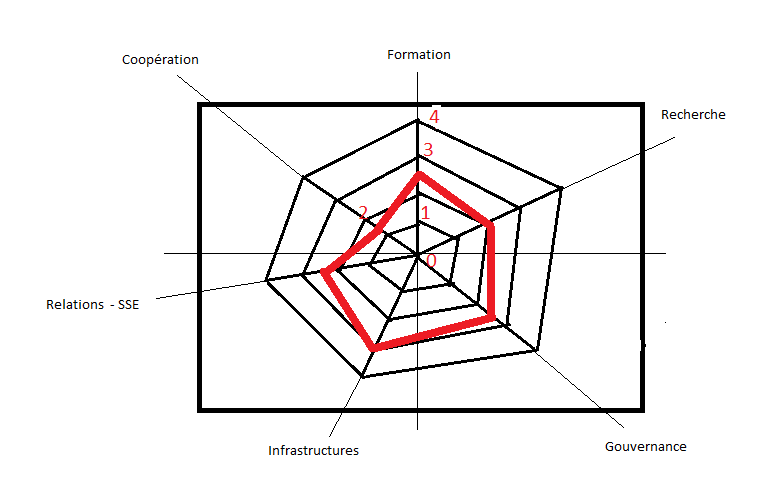 Formation
Coopération
Recherche
4
3
2
1
0
Relations - SSE
Infrastructures
Gouvernance